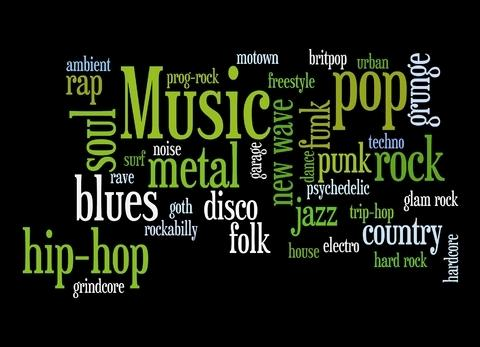 ambient
rap
prog-rock
motown
britpop
urban
Music
freestyle
pop
grunge
soul
new wave
funk
surf
noise
garage
dance
techno
metal
punk
rock
rave
psychedelic
blues
goth
disco
jazz
trip-hop
glam rock
rockabilly
folk
country
hip-hop
house
electro
hard rock
hardcore
grindcore